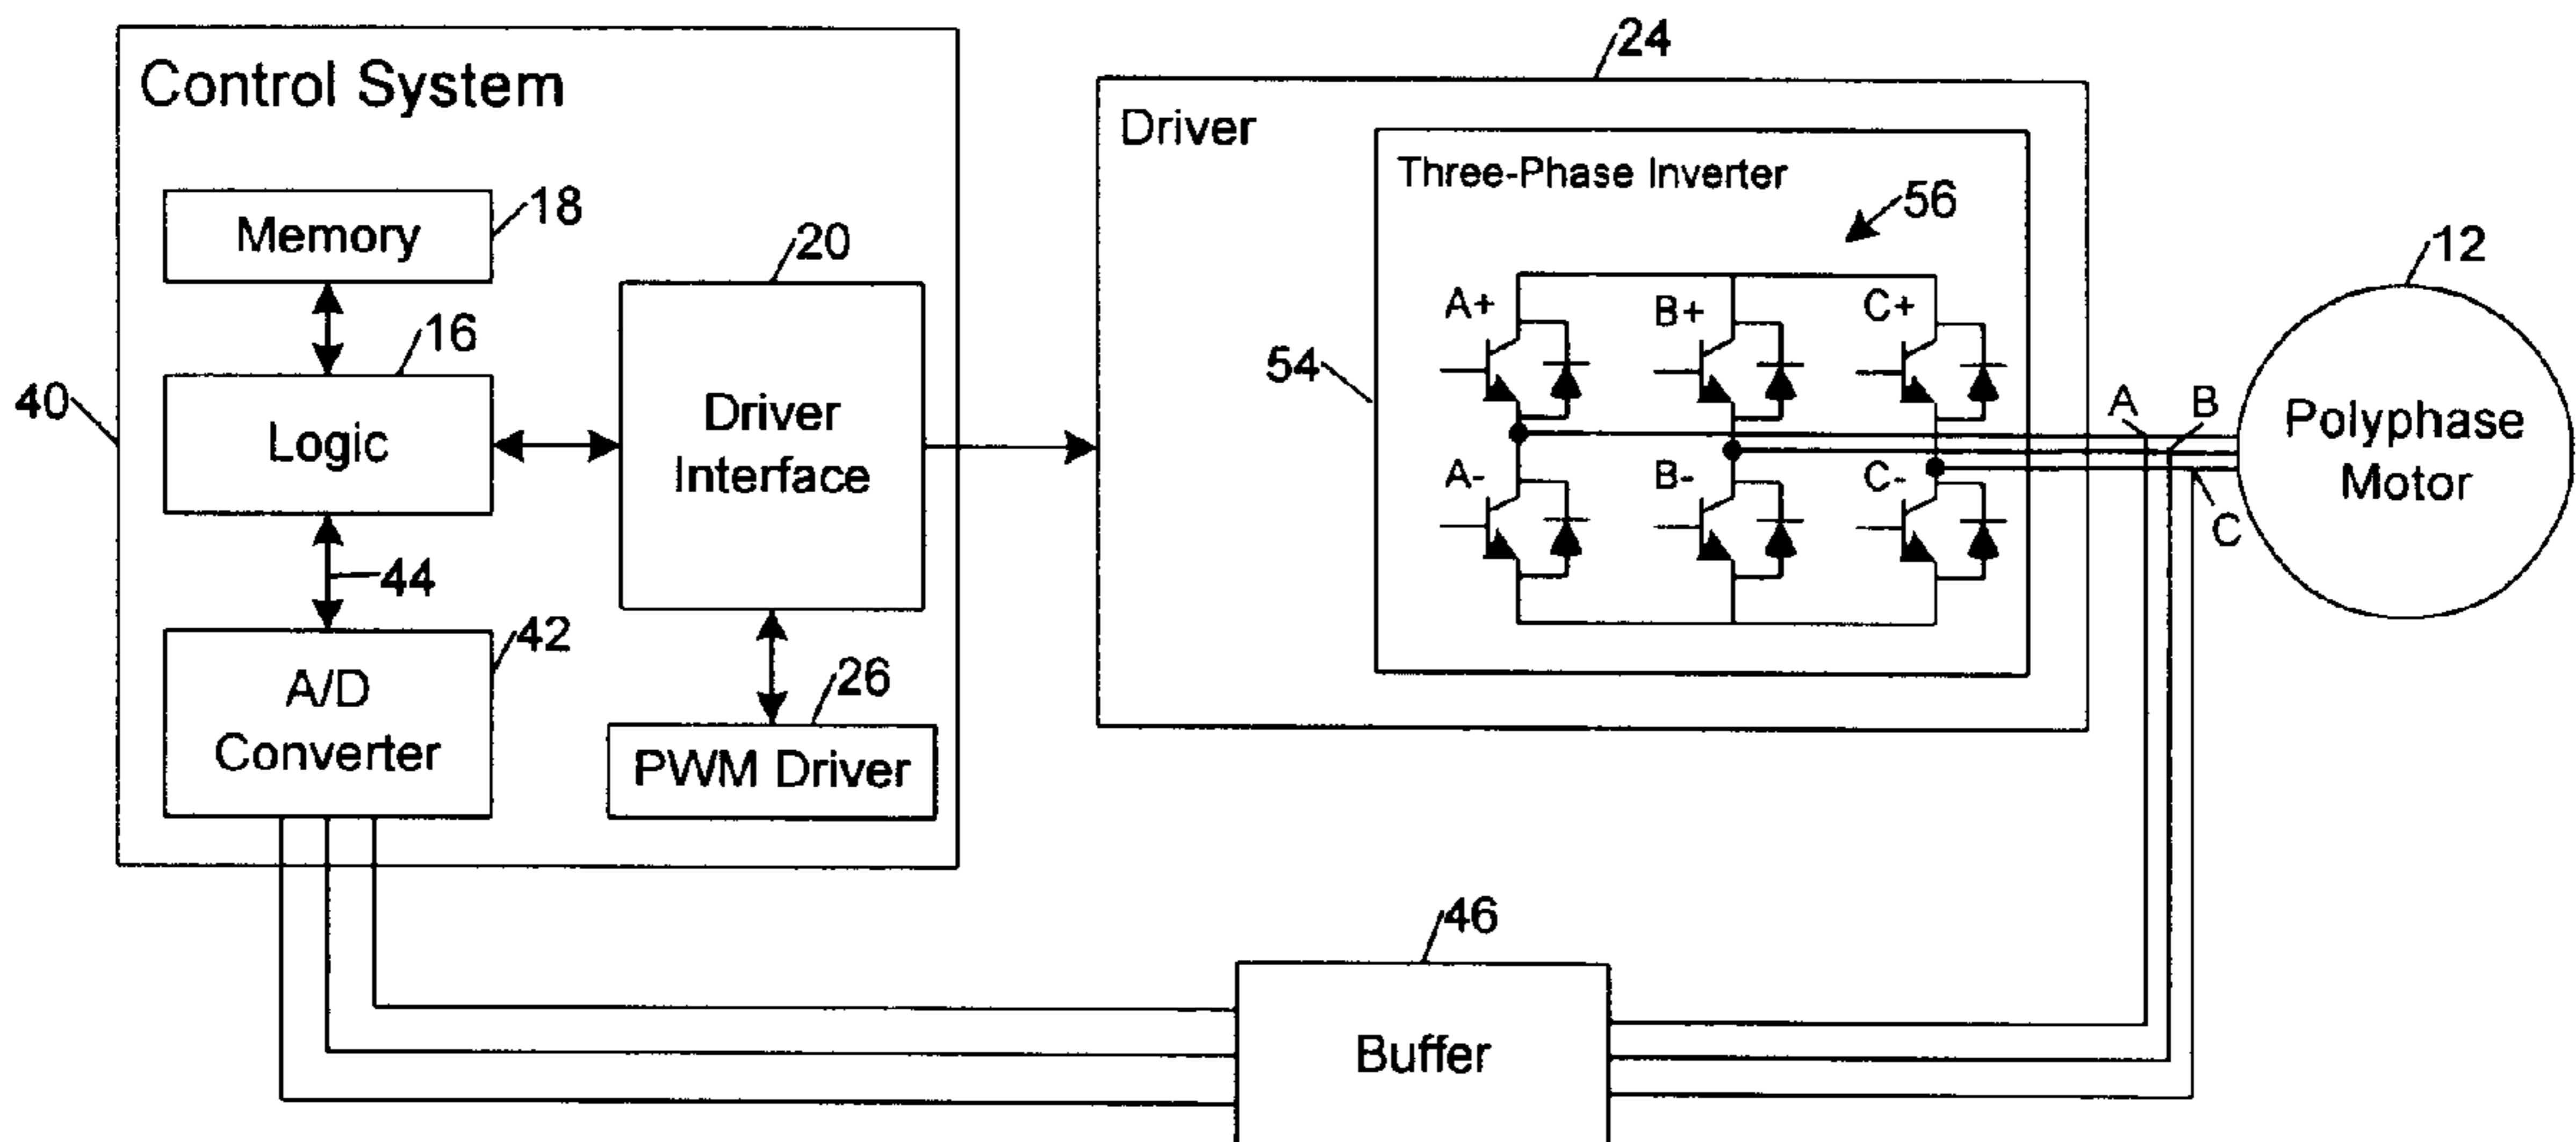 Control System
40
Memory
18
Logic
16
44
A/D
Converter
42
Driver
Interface
20
PWM Driver
26
Driver
24
Three-Phase Inverter
54
56
A+
B+
C+
A-
B-
C-
A
B
C
Polyphase
Motor
12
Buffer
46